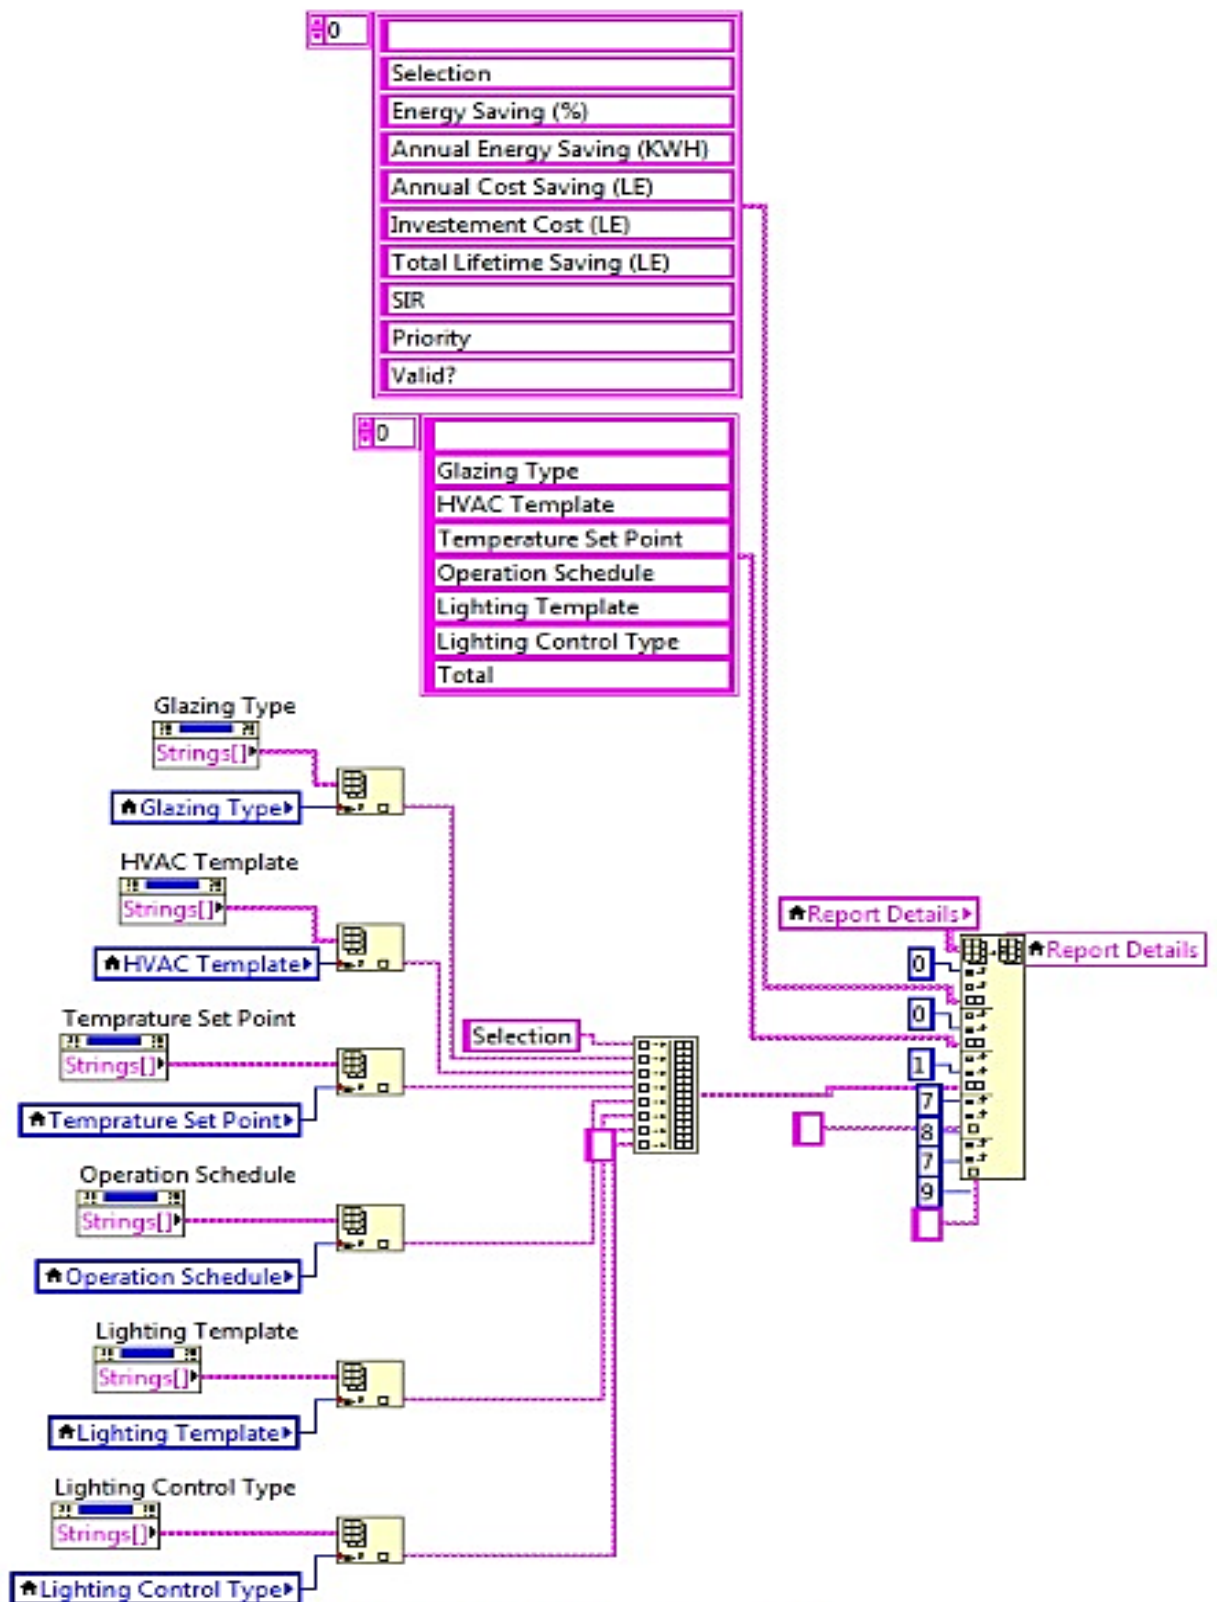 0
Selection
Energy Saving (%)
Annual Energy Saving (KWH)
Annual Cost Saving (LE)
Investement Cost (LE)
Total Lifetime Saving (LE)
SIR
Priority
Valid?
0
Glazing Type
HVAC Template
Temperature Set Point
Operation Schedule
Lighting Template
Lighting Control Type
Total
Glazing Type
Strings[]
Glazing Type
HVAC Template
Strings[]
HVAC Template
Temprature Set Point
Strings[]
Temprature Set Point
Operation Schedule
Strings[]
Operation Schedule
Lighting Template
Strings[]
Lighting Template
Lighting Control Type
Strings[]
Lighting Control Type
Selection
Report Details
Report Details
0
0
1
7
8
7
9